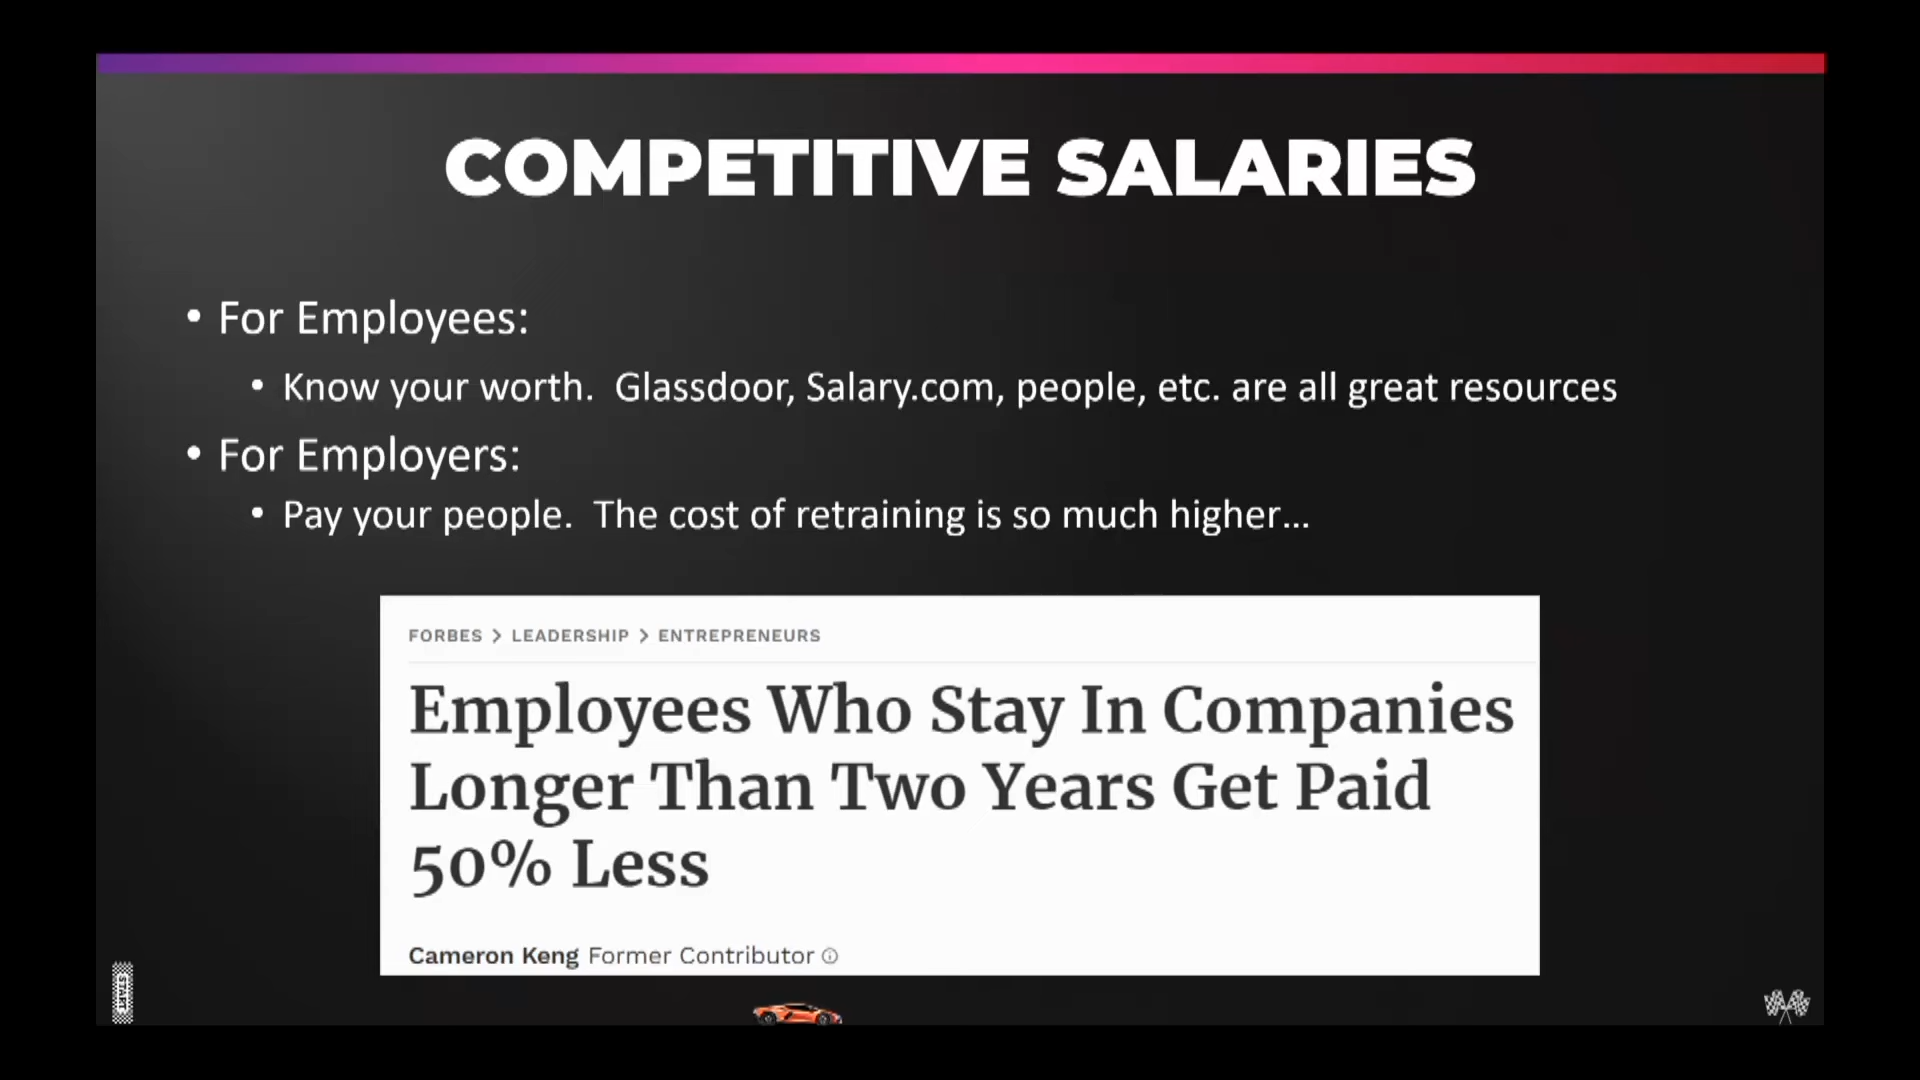 COMPETITIVE SALARIES
• For Employees:
• Know your worth.  Glassdoor, Salary.com, people, etc. are all great resources
• For Employers:
• Pay your people.  The cost of retraining is so much higher...
FORBES > LEADERSHIP > ENTREPRENEURS
Employees Who Stay In Companies
Longer Than Two Years Get Paid
50% Less
Cameron Keng Former Contributor
START